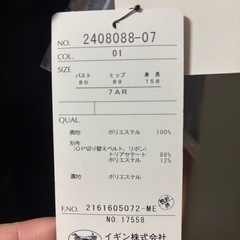 NO. 2408088-07
COL. 01
SIZE
バスト ヒップ 身長
80 89 158
7AR
QUAL.
表地 ポリエステル 100%
別布
(OP切り替えベルト、リボン)
トリアセテート 88%
ポリエステル 12%
裏地 ポリエステル
F.NO. 2161605072-ME
NO.17558
イギン株式会社